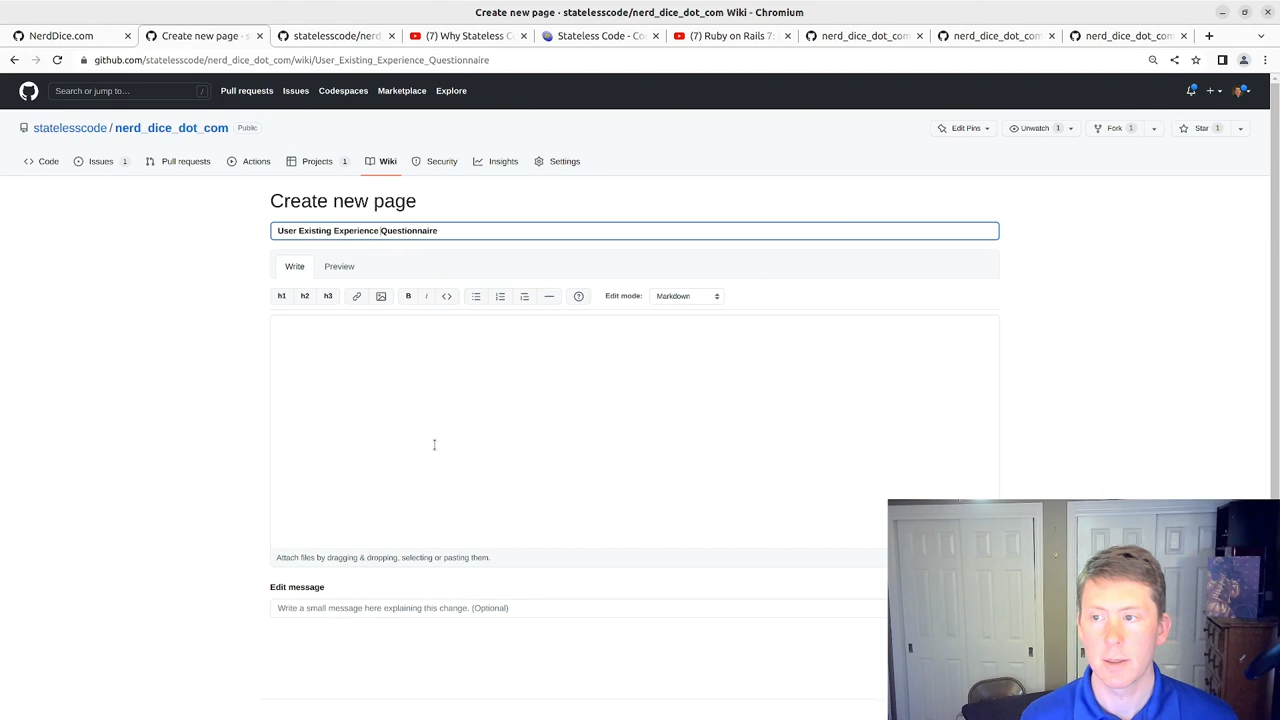 Create new page · statelesscode/nerd_dice_dot_com Wiki - Chromium
NerdDice.com
Create new page · s
statelesscode/nerd
(7) Why Stateless C
Stateless Code - Co
(7) Ruby on Rails 7:
nerd_dice_dot_com
nerd_dice_dot_com
nerd_dice_dot_com
github.com/statelesscode/nerd_dice_dot_com/wiki/User_Existing_Experience_Questionnaire
Search or jump to…
/
Pull requests
Issues
Codespaces
Marketplace
Explore
statelesscode / nerd_dice_dot_com
Public
Edit Pins
Unwatch 1
Fork 1
Star 1
Code
Issues 1
Pull requests
Actions
Projects 1
Wiki
Security
Insights
Settings
Create new page
User Existing Experience Questionnaire
Write
Preview
h1
h2
h3
B
i
Edit mode:
Markdown
Attach files by dragging & dropping, selecting or pasting them.
Edit message
Write a small message here explaining this change. (Optional)